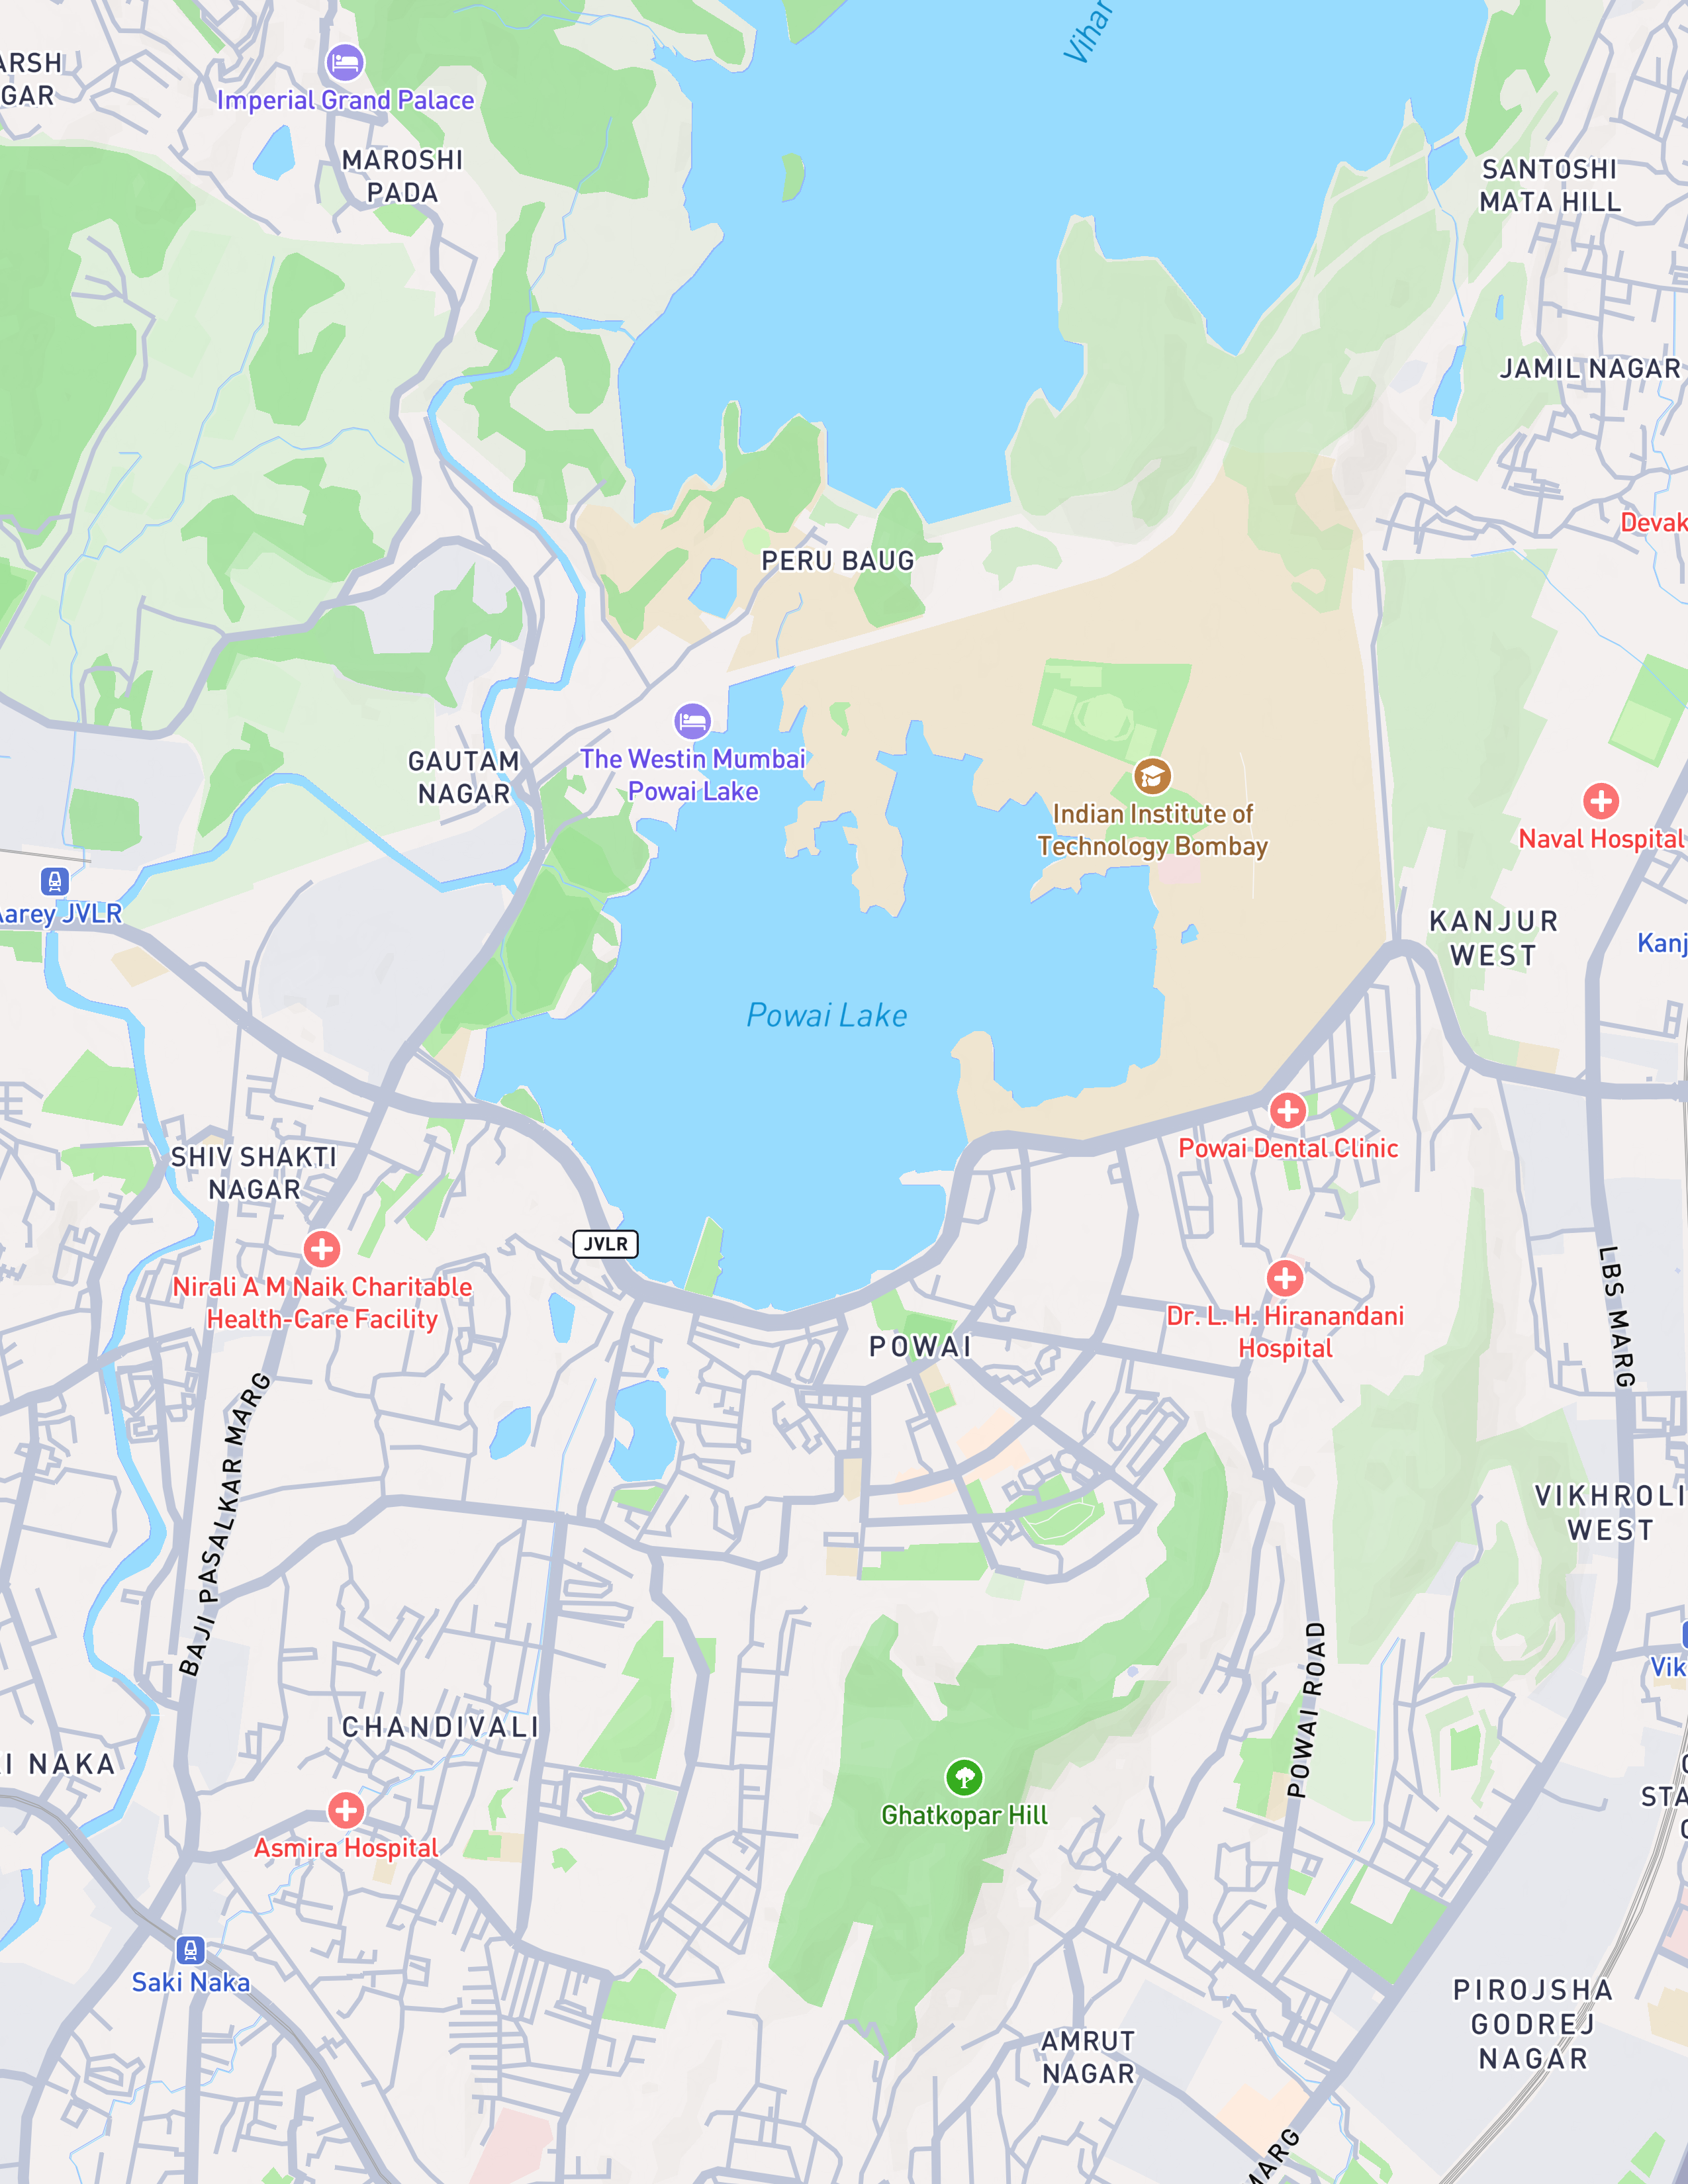 Vihar
ARSH
GAR
Imperial Grand Palace
MAROSHI
PADA
SANTOSHI
MATA HILL
JAMIL NAGAR
Devak
PERU BAUG
The Westin Mumbai
Powai Lake
GAUTAM
NAGAR
Indian Institute of
Technology Bombay
Naval Hospital
Aarey JVLR
KANJUR
WEST
Kanj
Powai Lake
SHIV SHAKTI
NAGAR
Powai Dental Clinic
JVLR
Nirali A M Naik Charitable
Health-Care Facility
Dr. L. H. Hiranandani
Hospital
LBS MARG
POWAI
BAJI PASALKAR MARG
VIKHROLI
WEST
Vik
POWAI ROAD
CHANDIVALI
I NAKA
STA
Ghatkopar Hill
Asmira Hospital
Saki Naka
PIROJSHA
GODREJ
NAGAR
AMRUT
NAGAR
MARG